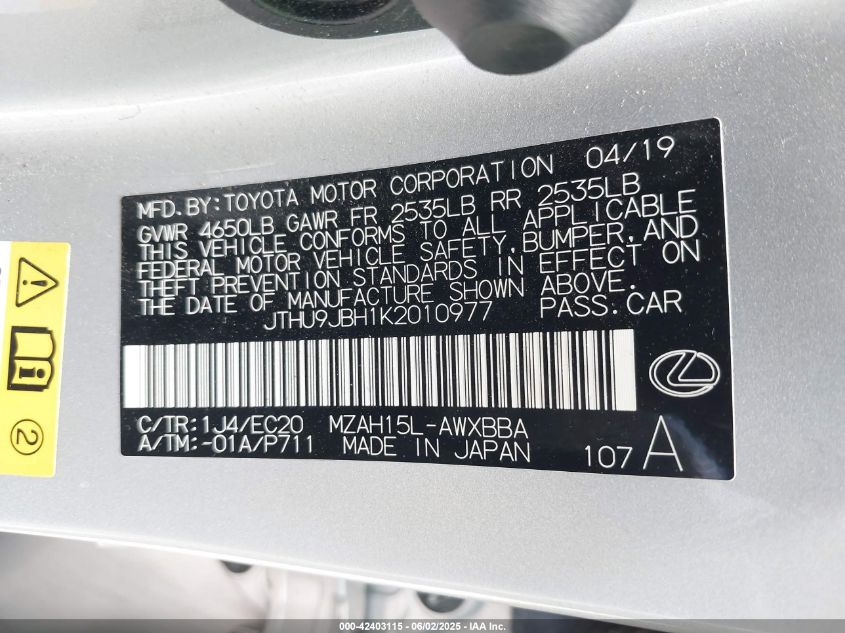 MFD. BY: TOYOTA MOTOR CORPORATION 04/19
GVWR 4650LB GAWR FR 2535LB RR 2535LB
THIS VEHICLE CONFORMS TO ALL APPLICABLE
FEDERAL MOTOR VEHICLE SAFETY, BUMPER, AND
THEFT PREVENTION STANDARDS IN EFFECT ON
THE DATE OF MANUFACTURE SHOWN ABOVE.
JTHU9JBH1K2010977 PASS. CAR
C/TR: 1J4/EC20 MZAH15L-AWXBBA
A/TM: -01A/P711 MADE IN JAPAN 107 A
2
000-42403115 - 06/02/2025 - IAA Inc.